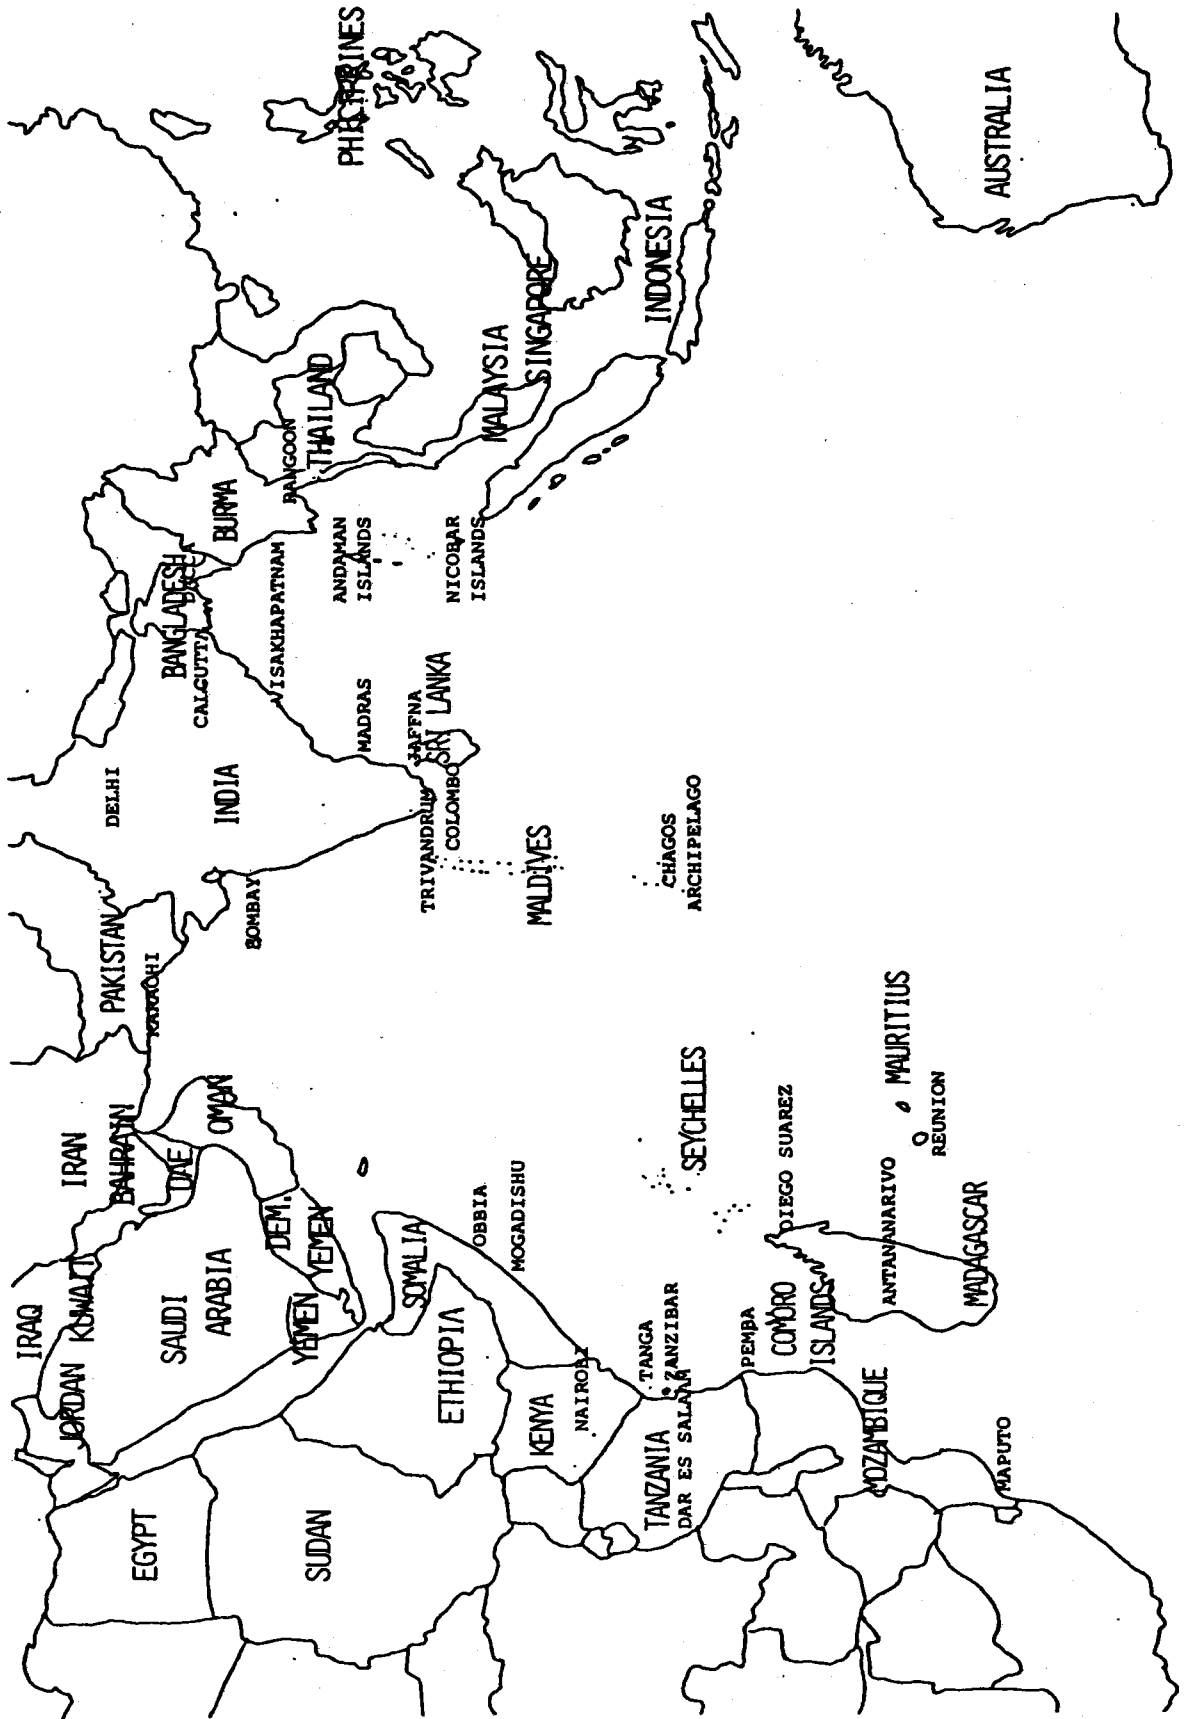 IRAQ
JORDAN
KUWAIT
IRAN
BAHRAIN
PAKISTAN
DELHI
KARACHI
EGYPT
SAUDI
ARABIA
UAE
OMAN
BOMBAY
INDIA
CALCUTTA
BANGLADESH
DACCA
BURMA
RANGOON
THAILAND
PHILIPPINES
SUDAN
YEMEN
DEM.
YEMEN
VISAKHAPATNAM
MADRAS
ANDAMAN
ISLANDS
NICOBAR
ISLANDS
ETHIOPIA
SOMALIA
OBBIA
MOGADISHU
TRIVANDRUM
COLOMBO
JAFFNA
SRI LANKA
MALDIVES
MALAYSIA
SINGAPORE
INDONESIA
KENYA
NAIROBI
TANZANIA
DAR ES SALAAM
TANGA
ZANZIBAR
SEYCHELLES
CHAGOS
ARCHIPELAGO
PEMBA
COMORO
ISLANDS
DIEGO SUAREZ
MOZAMBIQUE
ANTANANARIVO
MADAGASCAR
MAURITIUS
REUNION
MAPUTO
AUSTRALIA